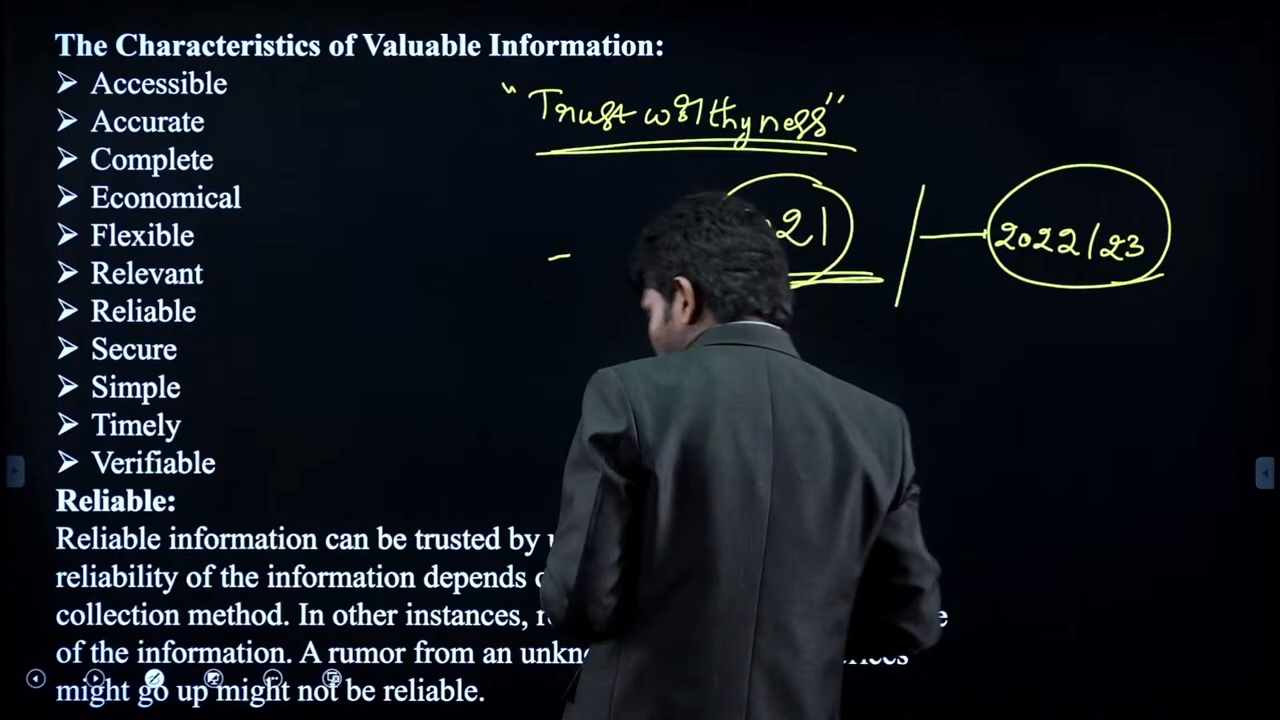 The Characteristics of Valuable Information:
➢ Accessible
➢ Accurate
➢ Complete
➢ Economical
➢ Flexible
➢ Relevant
➢ Reliable
➢ Secure
➢ Simple
➢ Timely
➢ Verifiable
"Trustworthyness"
21
2022/23
Reliable:
Reliable information can be trusted by
reliability of the information depends
collection method. In other instances,
of the information. A rumor from an
might go up might not be reliable.